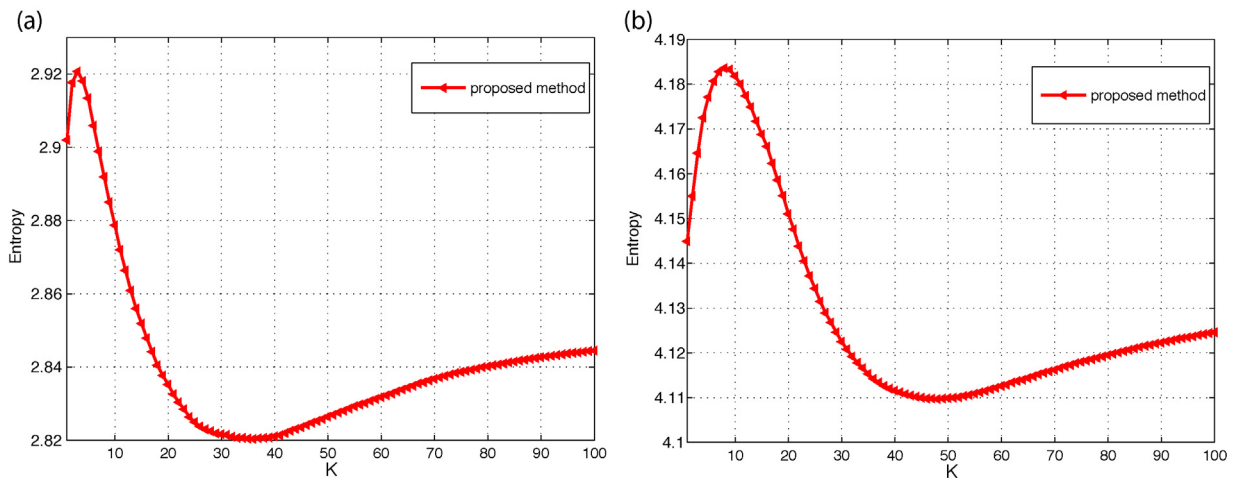 (a)
2.92
2.9
2.88
2.86
2.84
2.82
Entropy
10 20 30 40 50 60 70 80 90 100
K
proposed method
(b)
4.19
4.18
4.17
4.16
4.15
4.14
4.13
4.12
4.11
4.1
Entropy
10 20 30 40 50 60 70 80 90 100
K
proposed method